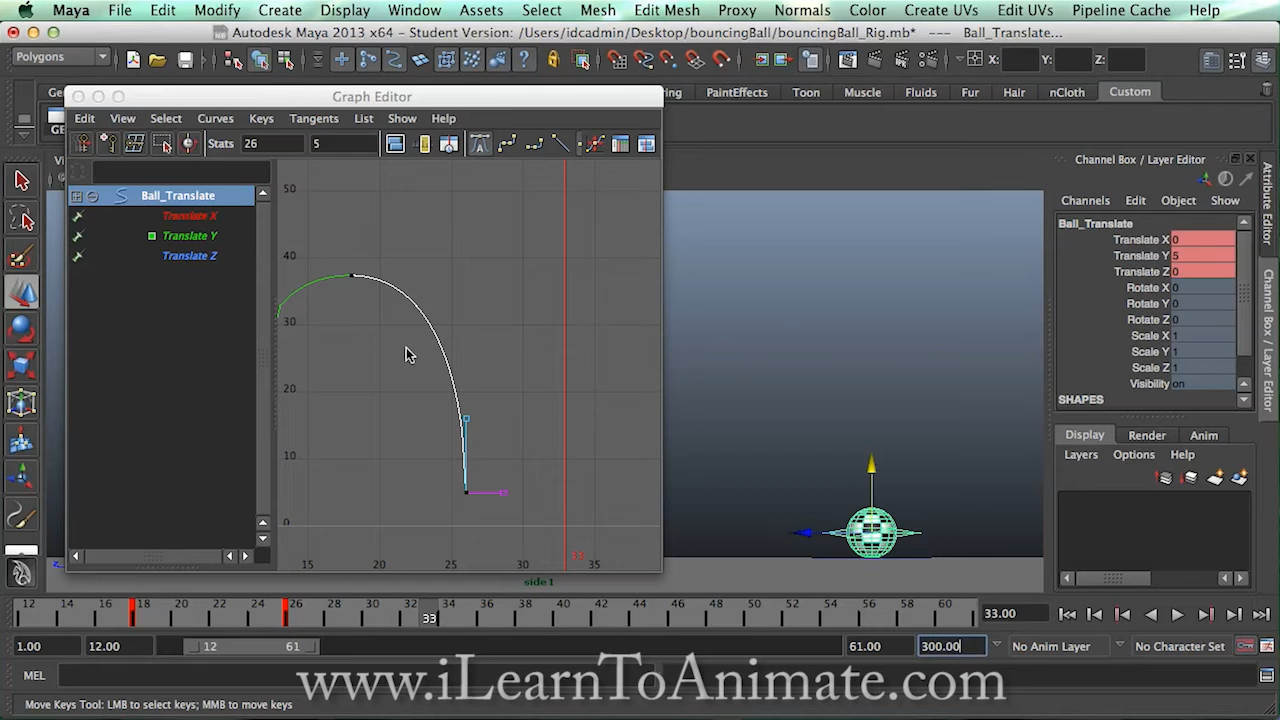 Maya File Edit Modify Create Display Window Assets Select Mesh Edit Mesh Proxy Normals Color Create UVs Edit UVs Pipeline Cache Help
Autodesk Maya 2013 x64 - Student Version: /Users/idcadmin/Desktop/bouncingBall/bouncingBall_Rig.mb* --- Ball_Translate...
Polygons X: Y: Z:
Graph Editor
PaintEffects Toon Muscle Fluids Fur Hair nCloth Custom
Edit View Select Curves Keys Tangents List Show Help
Stats 26 5
Channel Box / Layer Editor
Channels Edit Object Show
Ball_Translate
Translate X
Translate Y
Translate Z
50
40
30
20
10
0
15 20 25 30 35
33
Ball_Translate
Translate X 0
Translate Y 5
Translate Z 0
Rotate X 0
Rotate Y 0
Rotate Z 0
Scale X 1
Scale Y 1
Scale Z 1
Visibility on
SHAPES
Attribute Editor
Channel Box / Layer Editor
Display Render Anim
Layers Options Help
side 1
12 14 16 18 20 22 24 26 28 30 32 34 36 38 40 42 44 46 48 50 52 54 56 58 60
33
33.00
1.00 12.00 12 61 61.00 300.00 No Anim Layer No Character Set
MEL
www.iLearnToAnimate.com
Move Keys Tool: LMB to select keys; MMB to move keys